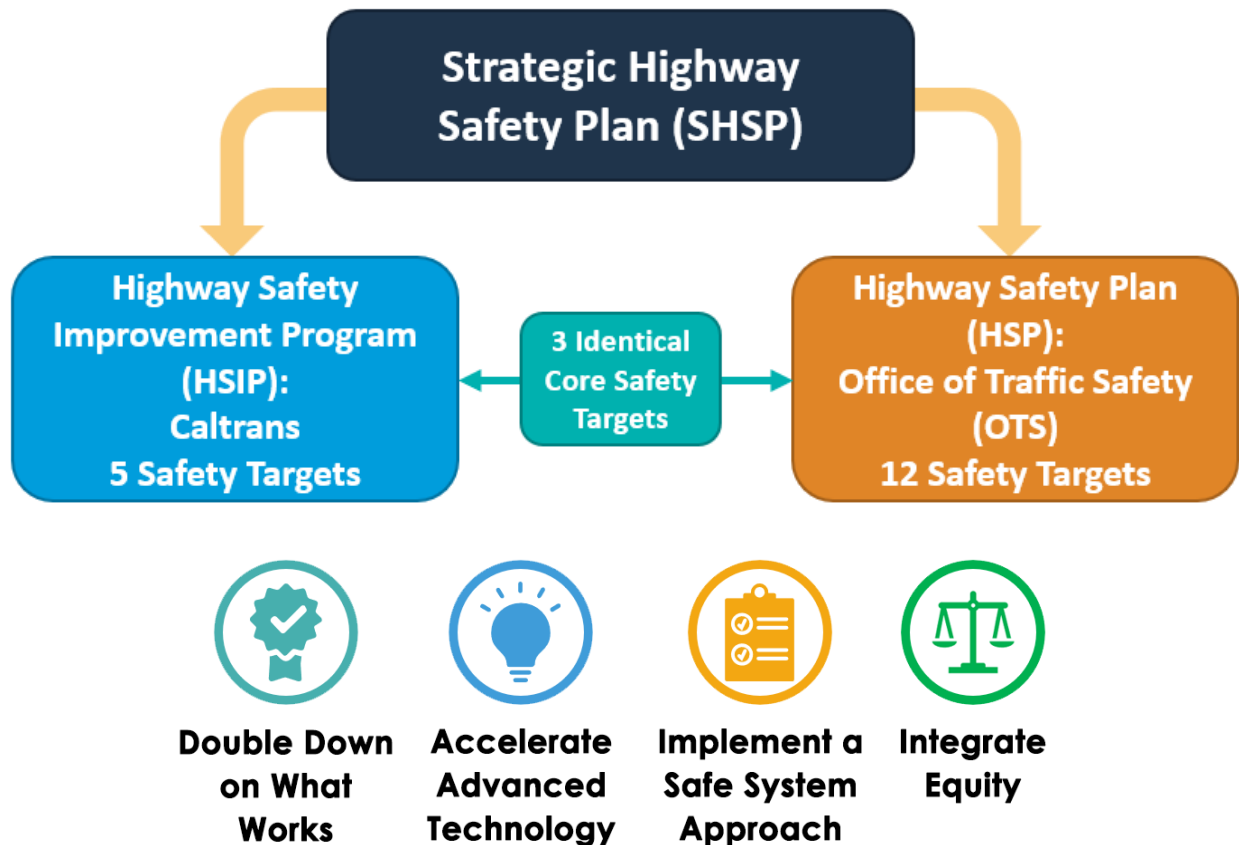 Strategic Highway
Safety Plan (SHSP)
Highway Safety
Improvement Program
(HSIP):
Caltrans
5 Safety Targets
3 Identical
Core Safety
Targets
Highway Safety Plan
(HSP):
Office of Traffic Safety
(OTS)
12 Safety Targets
Double Down
on What
Works
Accelerate
Advanced
Technology
Implement a
Safe System
Approach
Integrate
Equity